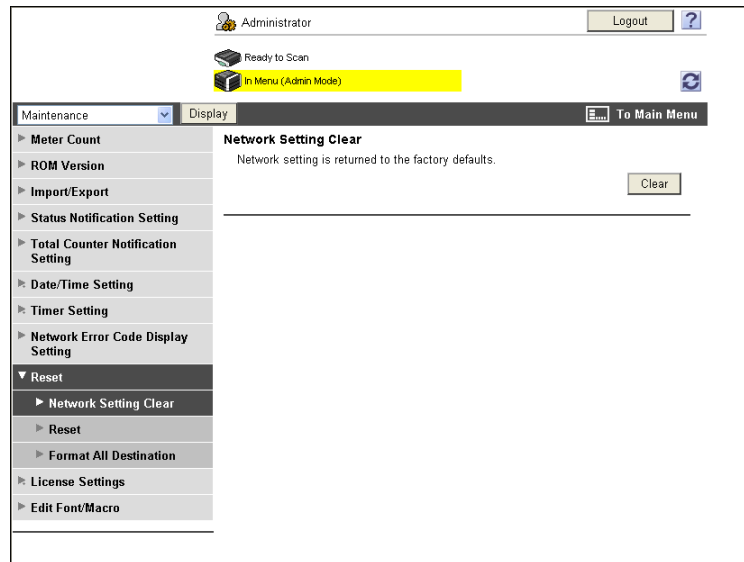 Administrator
Logout
?
Ready to Scan
In Menu (Admin Mode)
Maintenance
Display
To Main Menu
Meter Count
ROM Version
Import/Export
Status Notification Setting
Total Counter Notification
Setting
Date/Time Setting
Timer Setting
Network Error Code Display
Setting
Reset
Network Setting Clear
Reset
Format All Destination
License Settings
Edit Font/Macro
Network Setting Clear
Network setting is returned to the factory defaults.
Clear